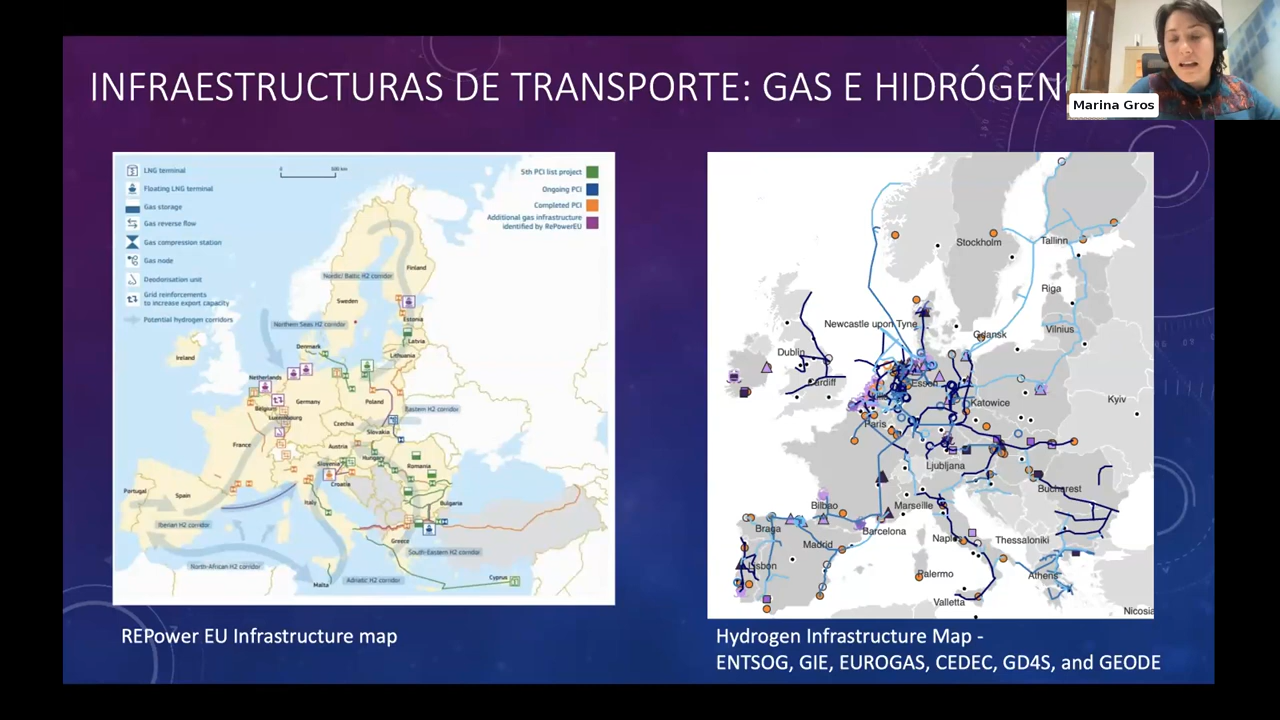 INFRAESTRUCTURAS DE TRANSPORTE: GAS E HIDRÓGEN
Marina Gros
LNG terminal
Floating LNG terminal
Gas storage
Gas reverse flow
Gas compression station
Gas node
Deodorisation unit
Grid reinforcements
to increase export capacity
Potential hydrogen corridors
0 500 km
5th PCI list project
Ongoing PCI
Completed PCI
Additional gas infrastructure
identified by RePowerEU
Finland
Nordic/Baltic H2 corridor
Sweden
Estonia
Northern Seas H2 corridor
Latvia
Denmark
Lithuania
Ireland
Netherlands
Germany
Poland
Belgium
Eastern H2 corridor
Luxembourg
Czechia
Slovakia
France
Austria
Hungary
Slovenia
Romania
Croatia
Portugal
Spain
Italy
Bulgaria
Iberian H2 corridor
Greece
South-Eastern H2 corridor
North-African H2 corridor
Adriatic H2 corridor
Malta
Cyprus
Stockholm
Tallinn
Riga
Newcastle upon Tyne
Vilnius
Gdansk
Dublin
Cardiff
Essen
Lille
Katowice
Kyiv
Paris
Ljubljana
Bucharest
Bilbao
Marseille
Braga
Barcelona
Madrid
Naples
Thessaloniki
Lisbon
Palermo
Athens
Valletta
Nicosia
REPower EU Infrastructure map
Hydrogen Infrastructure Map -
ENTSOG, GIE, EUROGAS, CEDEC, GD4S, and GEODE